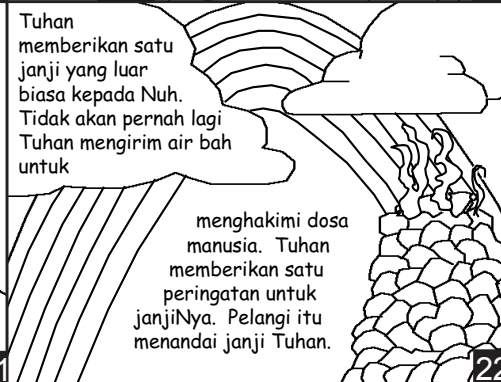 Tuhan
memberikan satu
janji yang luar
biasa kepada Nuh.
Tidak akan pernah lagi
Tuhan mengirim air bah
untuk
menghakimi dosa
manusia. Tuhan
memberikan satu
peringatan untuk
janjiNya. Pelangi itu
menandai janji Tuhan.
22